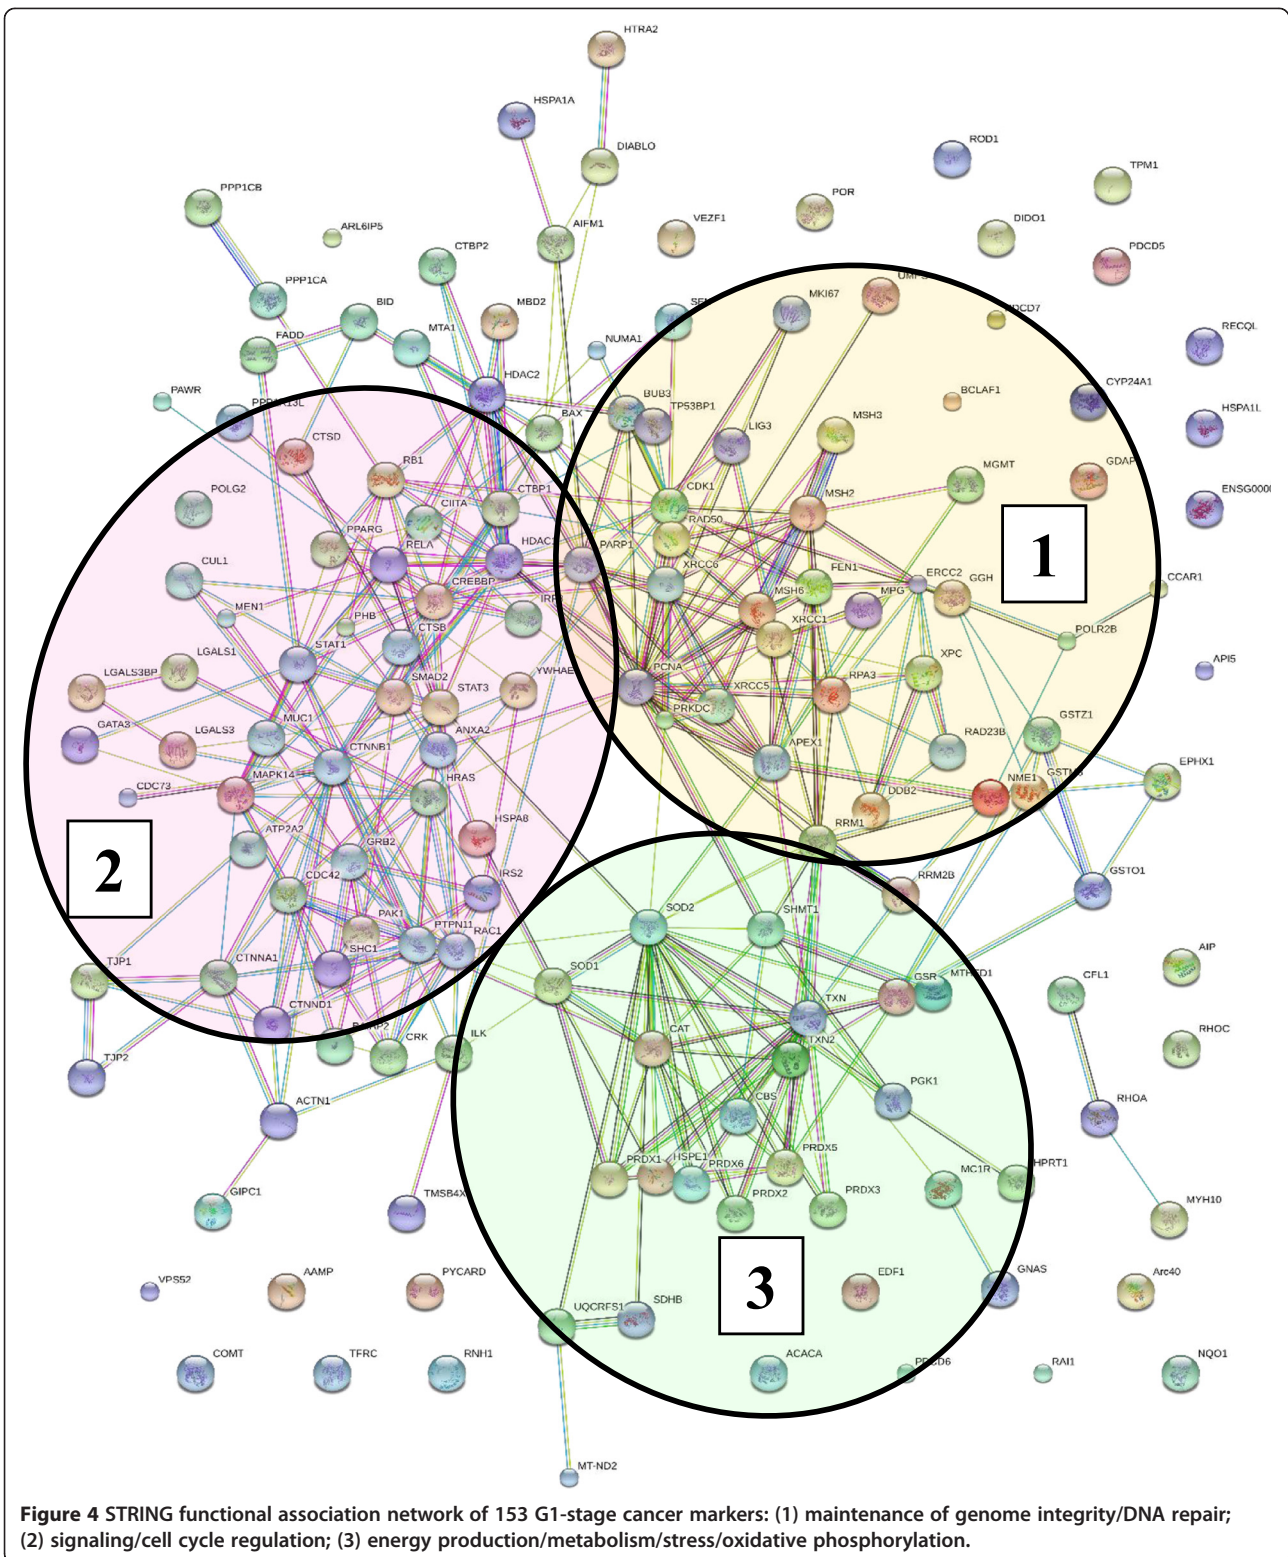 HTRA2
HSPA1A
ROD1
DIABLO
TPM1
PPP1CB
POR
VEZF1
DIDO1
ARL6IP5
AIFM1
CTBP2
PDCD5
PPP1CA
BID
MBD2
MKI67
MTA1
RECQL
FADD
NUMA1
HDAC2
CYP24A1
PAWR
BUB3
BCLAF1
TP53BP1
HSPA1L
BAX
MSH3
CTSD
LIG3
RB1
MGMT
POLG2
CTBP1
CDK1
MSH2
CIITA
RAD50
PPARG
1
RELA
PARP1
CUL1
XRCC6
FEN1
ERCC2
GGH
CCAR1
CREBBP
MSH6
MPG
MEN1
PHB
CTSB
XRCC1
POLR2B
STAT1
LGALS1
API5
LGALS3BP
SMAD2
YWHAE
PCNA
XPC
STAT3
XRCC5
RPA3
PRKDC
GATA3
MUC1
ANXA2
RAD23B
GSTZ1
LGALS3
CTNNB1
APEX1
EPHX1
CDC73
MAPK14
HRAS
NME1
DDB2
ATP2A2
HSPA8
RRM1
2
GRB2
CDC42
IRS2
RRM2B
GSTO1
PAK1
SOD2
SHMT1
PTPN11
RAC1
SHC1
AIP
TJP1
CTNNA1
SOD1
GSR
MTHFD1
CFL1
CTNND1
TXN
CRK
ILK
CAT
TXN2
RHOC
TJP2
PGK1
ACTN1
CBS
RHOA
PRDX1
HSPE1
PRDX6
PRDX5
MC1R
HPRT1
GIPC1
TMSB4X
PRDX2
PRDX3
MYH10
VPS52
AAMP
PYCARD
3
EDF1
GNAS
Arc40
UQCRFS1
SDHB
COMT
TFRC
RNH1
ACACA
RAI1
NQO1
MT-ND2
Figure 4 STRING functional association network of 153 G1-stage cancer markers: (1) maintenance of genome integrity/DNA repair;
(2) signaling/cell cycle regulation; (3) energy production/metabolism/stress/oxidative phosphorylation.